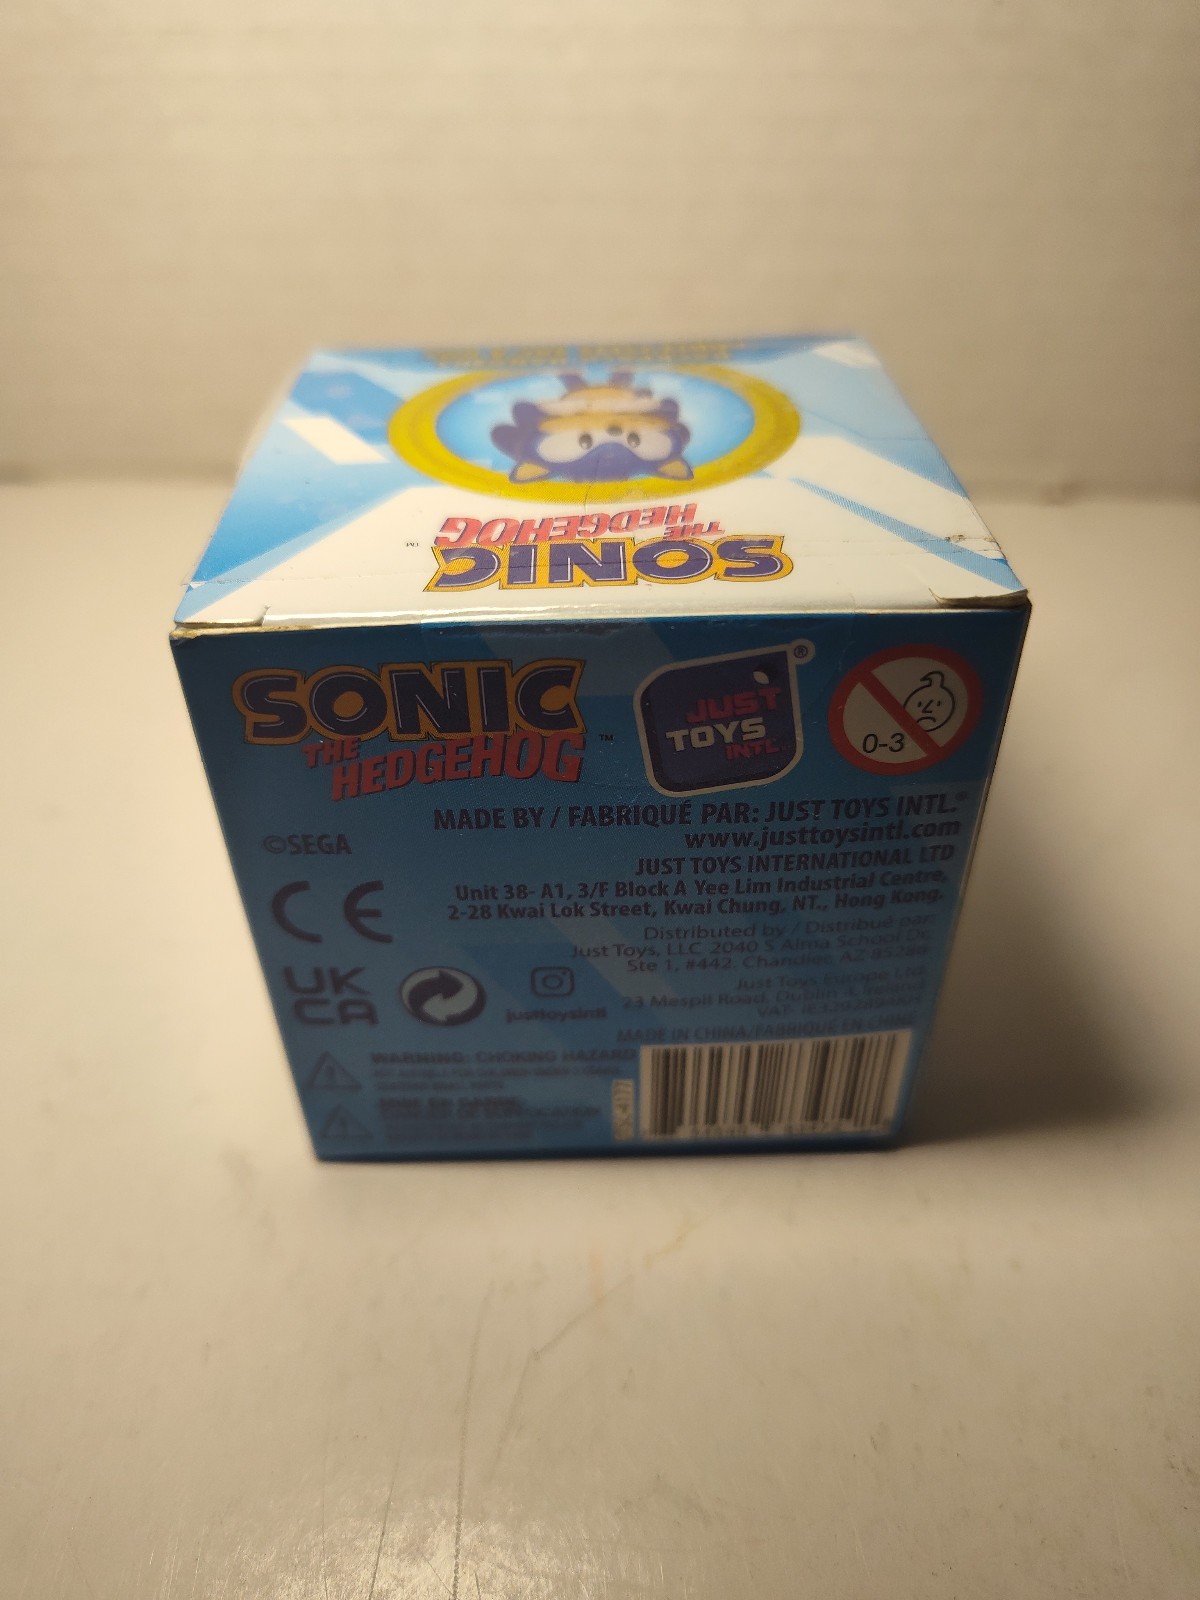 SONIC
THE
HEDGEHOG
™
SONIC
THE
HEDGEHOG
™
JUST
TOYS
INTL
®
0-3
MADE BY / FABRIQUÉ PAR: JUST TOYS INTL.®
www.justtoysintl.com
©SEGA
JUST TOYS INTERNATIONAL LTD
Unit 38- A1, 3/F Block A Yee Lim Industrial Centre,
2-28 Kwai Lok Street, Kwai Chung, NT., Hong Kong.
Distributed by / Distribué par:
Just Toys, LLC 2040 S Alma School Dr,
Ste 1, #442. Chandler, AZ 85286
Just Toys Europe Ltd
23 Mespil Road, Dublin 4, Ireland
VAT
CE
UK
CA
justtoysintl
MADE IN CHINA/FABRIQUÉ EN CHINE
WARNING: CHOKING HAZARD